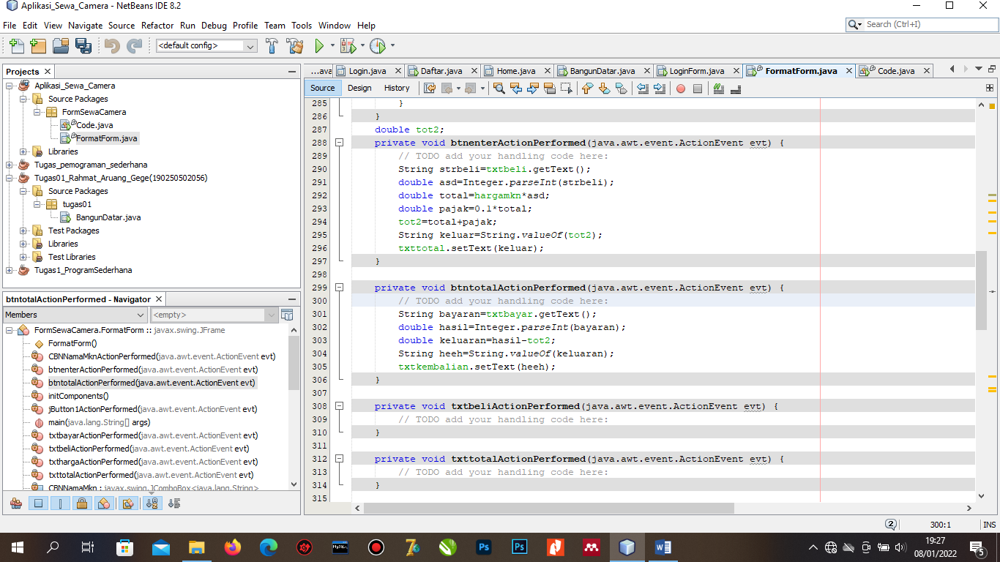 Aplikasi_Sewa_Camera - NetBeans IDE 8.2
File Edit View Navigate Source Refactor Run Debug Profile Team Tools Window Help
Search (Ctrl+I)
<default config>
Projects
Aplikasi_Sewa_Camera
Source Packages
FormSewaCamera
Code.java
FormatForm.java
Libraries
Tugas_pemograman_sederhana
Tugas01_Rahmat_Aruang_Gege(190250502056)
Source Packages
tugas01
BangunDatar.java
Test Packages
Libraries
Test Libraries
Tugas1_ProgramSederhana
btntotalActionPerformed - Navigator
Members
<empty>
FormSewaCamera.FormatForm :: javax.swing.JFrame
FormatForm()
CBNNamaMknActionPerformed(java.awt.event.ActionEvent evt)
btnenterActionPerformed(java.awt.event.ActionEvent evt)
btntotalActionPerformed(java.awt.event.ActionEvent evt)
initComponents()
jButton1ActionPerformed(java.awt.event.ActionEvent evt)
main(java.lang.String[] args)
txtbayarActionPerformed(java.awt.event.ActionEvent evt)
txtbeliActionPerformed(java.awt.event.ActionEvent evt)
txthargaActionPerformed(java.awt.event.ActionEvent evt)
txttotalActionPerformed(java.awt.event.ActionEvent evt)
CBNNamaMkn : javax.swing.JComboBox<java.lang.String>
...ava Login.java Daftar.java Home.java BangunDatar.java LoginForm.java FormatForm.java Code.java
Source Design History
285 }
286 }
287 double tot2;
288 private void btnenterActionPerformed(java.awt.event.ActionEvent evt) {
289 // TODO add your handling code here:
290 String strbeli=txtbeli.getText();
291 double asd=Integer.parseInt(strbeli);
292 double total=hargamkn*asd;
293 double pajak=0.1*total;
294 tot2=total+pajak;
295 String keluar=String.valueOf(tot2);
296 txttotal.setText(keluar);
297 }
298
299 private void btntotalActionPerformed(java.awt.event.ActionEvent evt) {
300 // TODO add your handling code here:
301 String bayaran=txtbayar.getText();
302 double hasil=Integer.parseInt(bayaran);
303 double keluaran=hasil-tot2;
304 String heeh=String.valueOf(keluaran);
305 txtkembalian.setText(heeh);
306 }
307
308 private void txtbeliActionPerformed(java.awt.event.ActionEvent evt) {
309 // TODO add your handling code here:
310 }
311
312 private void txttotalActionPerformed(java.awt.event.ActionEvent evt) {
313 // TODO add your handling code here:
314 }
315
2 300:1 INS
MySQL
Ps
Ps
19:27
08/01/2022
5